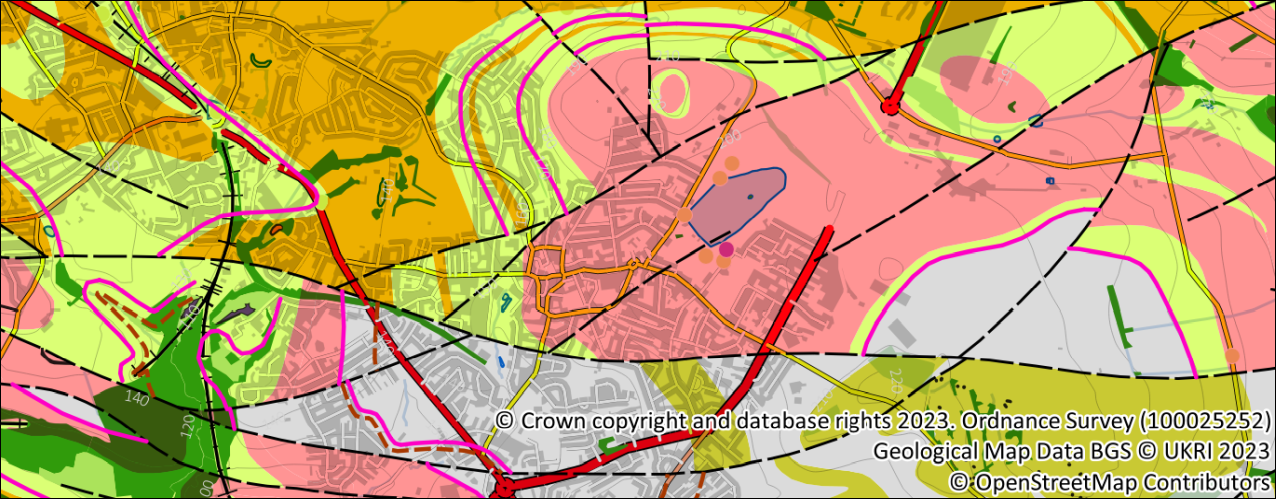 140
120
220
© Crown copyright and database rights 2023. Ordnance Survey (100025252)
Geological Map Data BGS © UKRI 2023
© OpenStreetMap Contributors